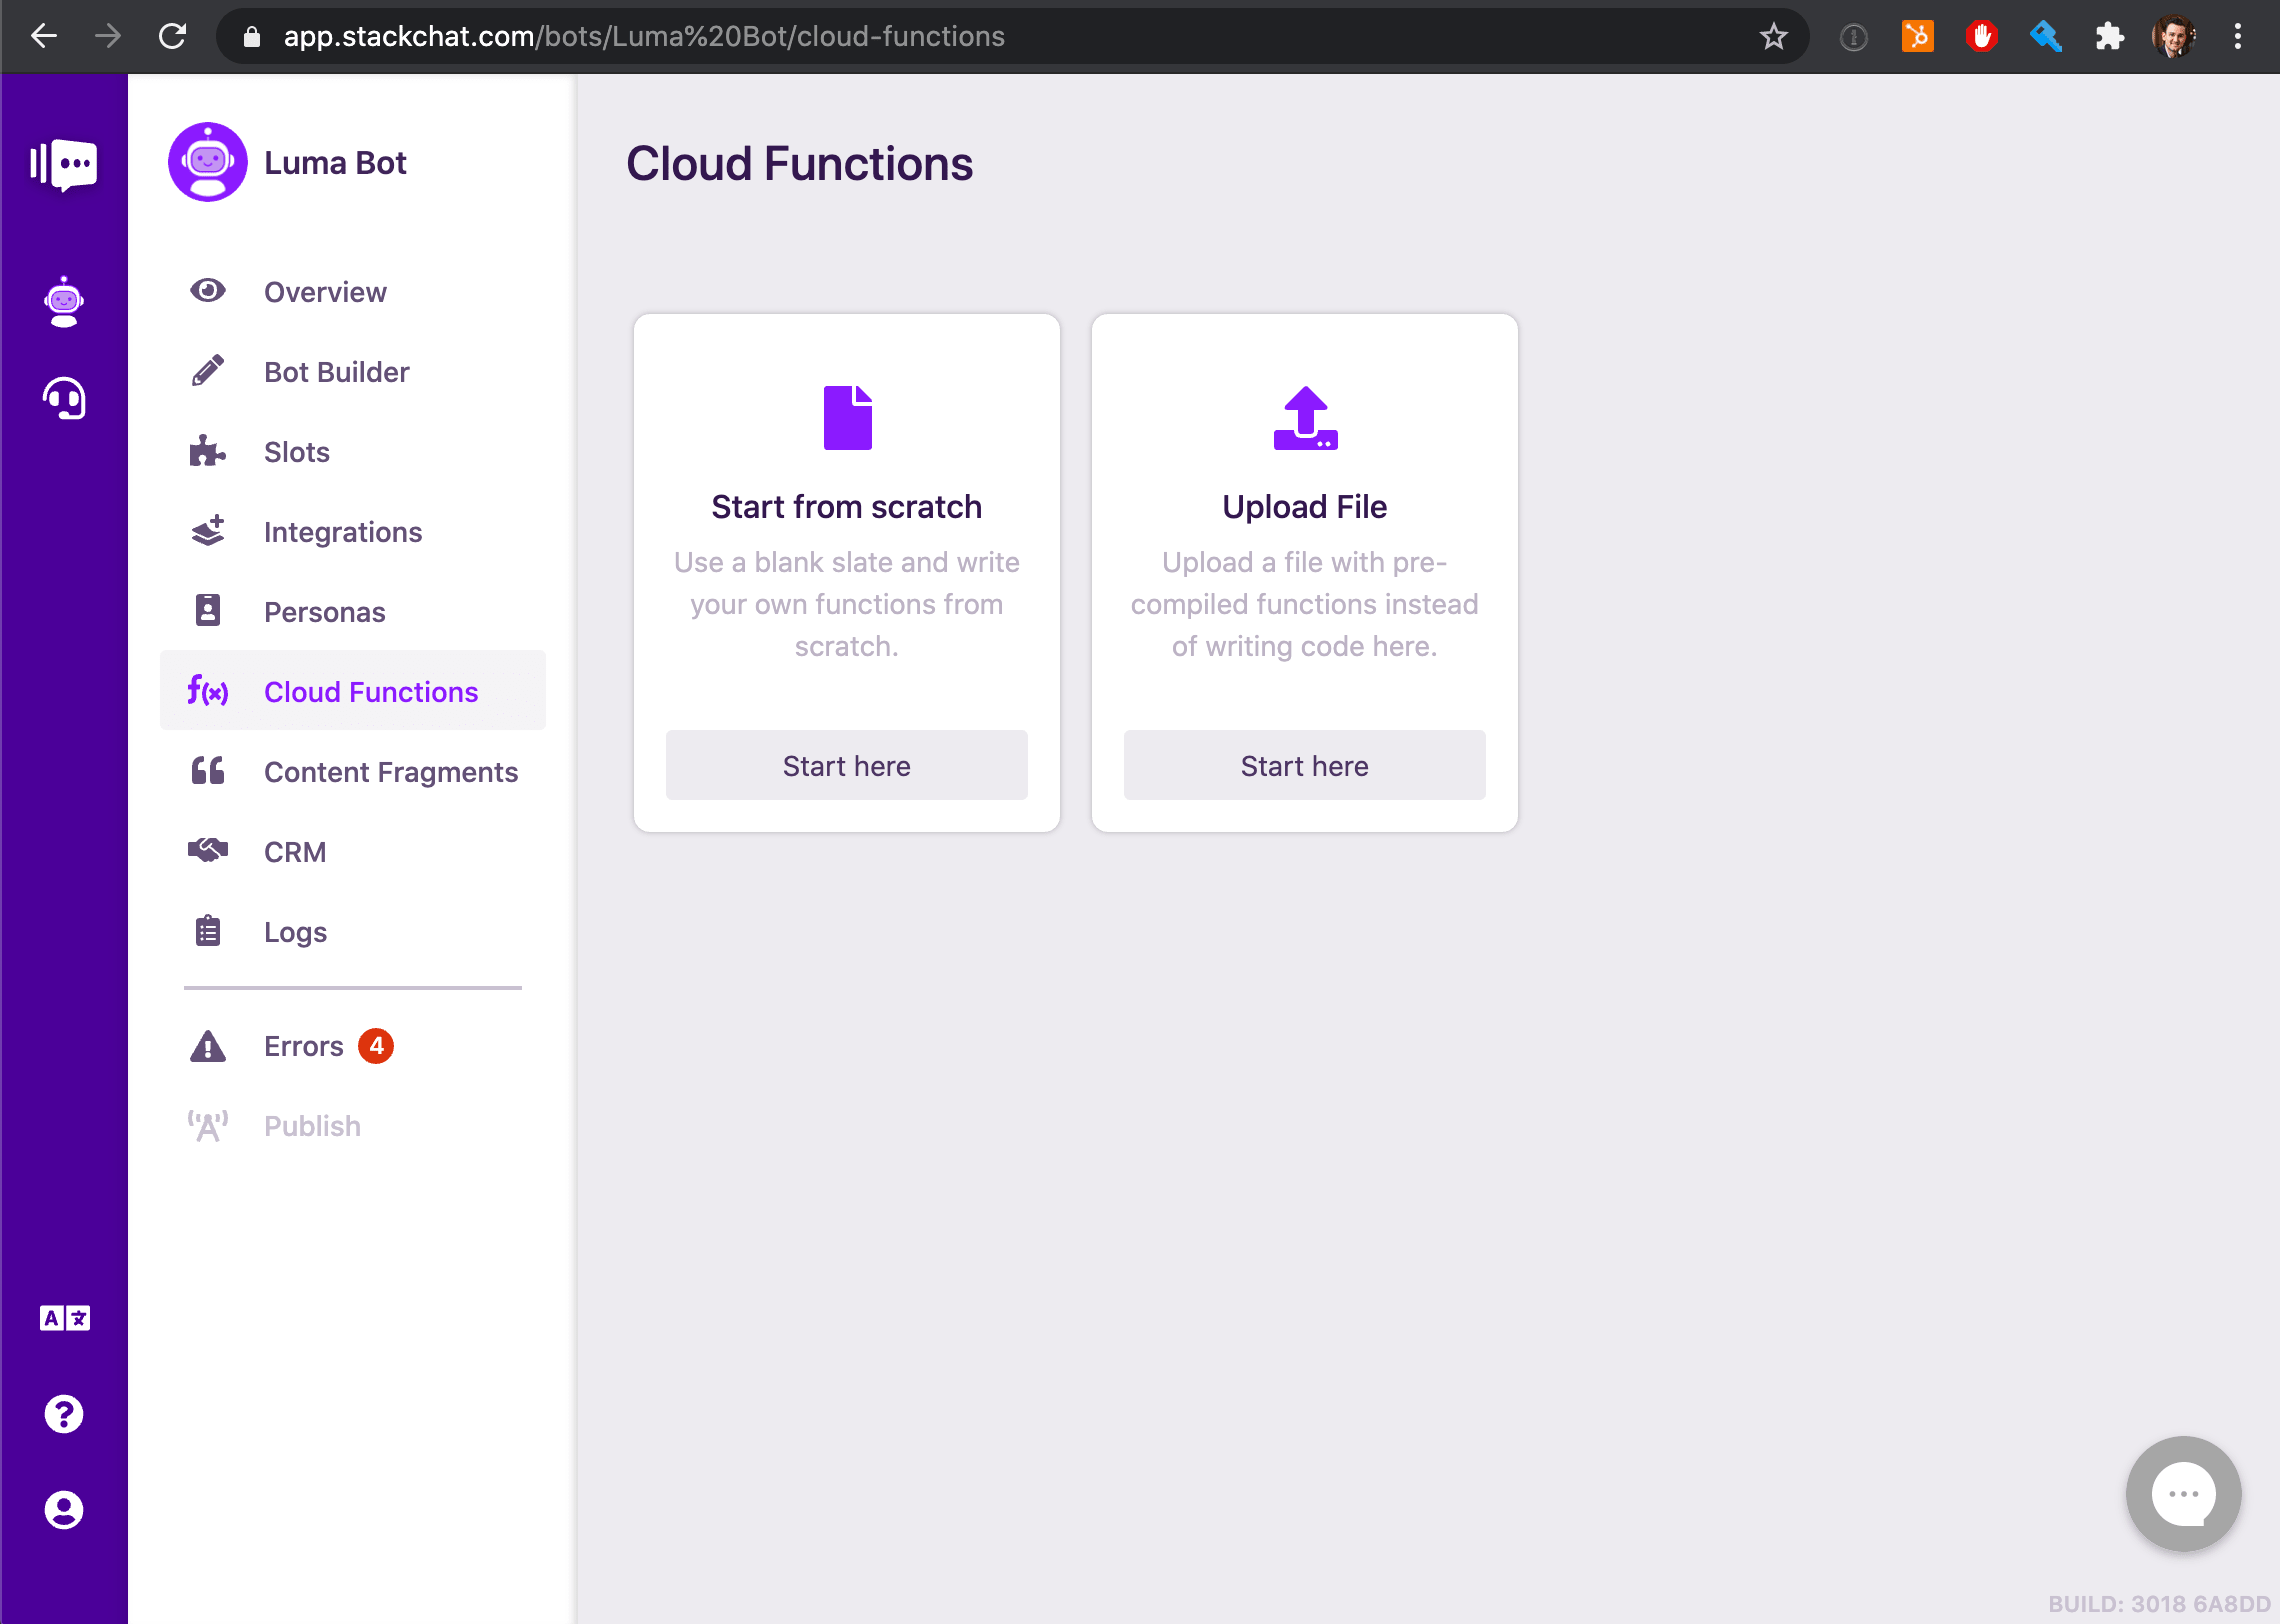 app.stackchat.com/bots/Luma%20Bot/cloud-functions
Luma Bot
Overview
Bot Builder
Slots
Integrations
Personas
f(x) Cloud Functions
Content Fragments
CRM
Logs
Errors 4
Publish
A文
?
Cloud Functions
Start from scratch
Use a blank slate and write
your own functions from
scratch.
Start here
Upload File
Upload a file with pre-
compiled functions instead
of writing code here.
Start here
BUILD: 3018 6A8DD